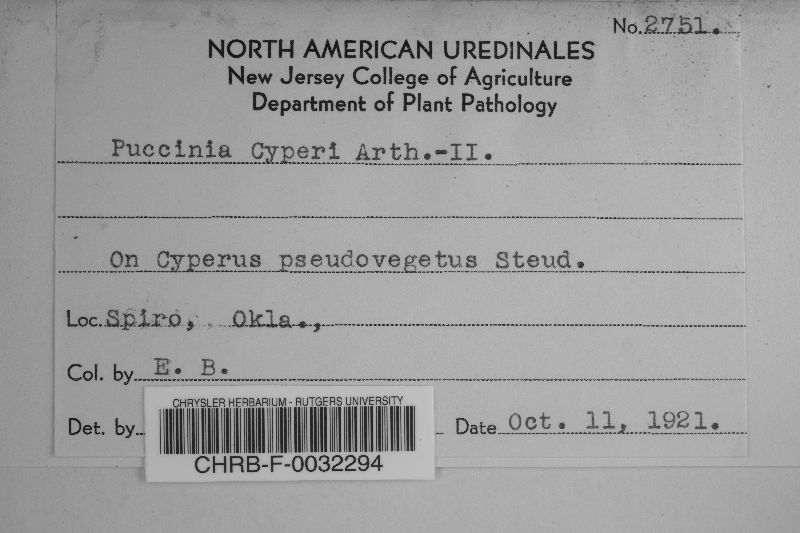 No. 2751.
NORTH AMERICAN UREDINALES
New Jersey College of Agriculture
Department of Plant Pathology
Puccinia Cyperi Arth.-II.
On Cyperus pseudovegetus Steud.
Loc. Spiro, Okla.,
Col. by E. B.
Det. by Date Oct. 11, 1921.
CHRYSLER HERBARIUM - RUTGERS UNIVERSITY
CHRB-F-0032294